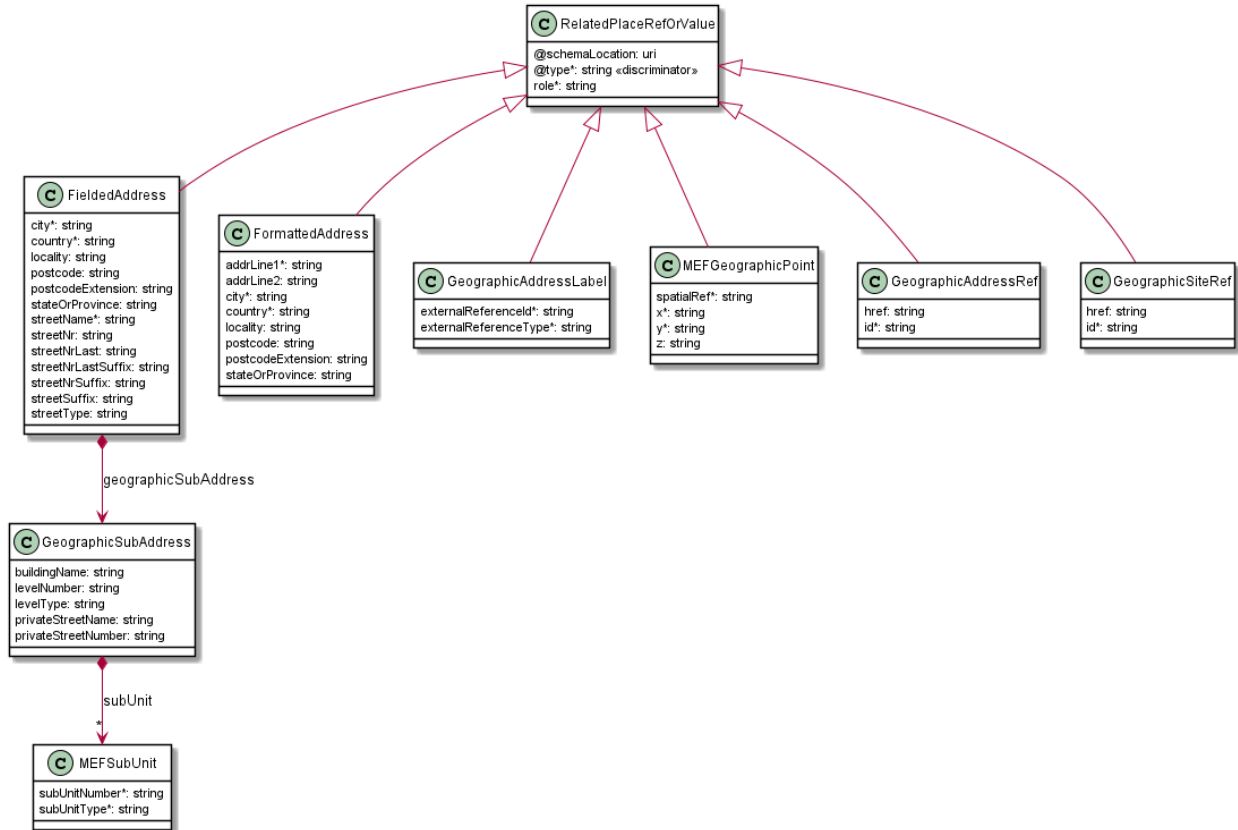 C RelatedPlaceRefOrValue
@schemaLocation: uri
@type*: string «discriminator»
role*: string
C FieldedAddress
city*: string
country*: string
locality: string
postcode: string
postcodeExtension: string
stateOrProvince: string
streetName*: string
streetNr: string
streetNrLast: string
streetNrLastSuffix: string
streetNrSuffix: string
streetSuffix: string
streetType: string
C FormattedAddress
addrLine1*: string
addrLine2: string
city*: string
country*: string
locality: string
postcode: string
postcodeExtension: string
stateOrProvince: string
C GeographicAddressLabel
externalReferenceId*: string
externalReferenceType*: string
C MEFGeographicPoint
spatialRef*: string
x*: string
y*: string
z: string
C GeographicAddressRef
href: string
id*: string
C GeographicSiteRef
href: string
id*: string
geographicSubAddress
C GeographicSubAddress
buildingName: string
levelNumber: string
levelType: string
privateStreetName: string
privateStreetNumber: string
subUnit
*
C MEFSubUnit
subUnitNumber*: string
subUnitType*: string